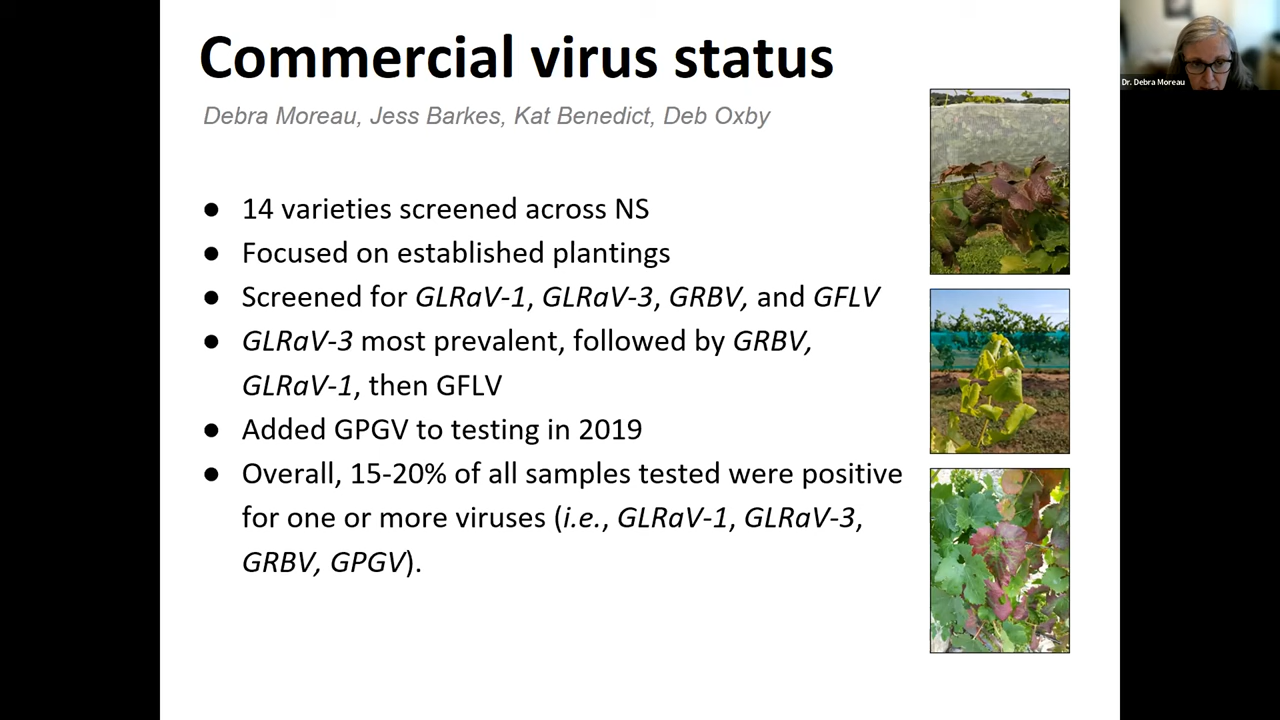 Commercial virus status
Debra Moreau, Jess Barkes, Kat Benedict, Deb Oxby
● 14 varieties screened across NS
● Focused on established plantings
● Screened for GLRaV-1, GLRaV-3, GRBV, and GFLV
● GLRaV-3 most prevalent, followed by GRBV,
GLRaV-1, then GFLV
● Added GPGV to testing in 2019
● Overall, 15-20% of all samples tested were positive
for one or more viruses (i.e., GLRaV-1, GLRaV-3,
GRBV, GPGV).
Dr. Debra Moreau